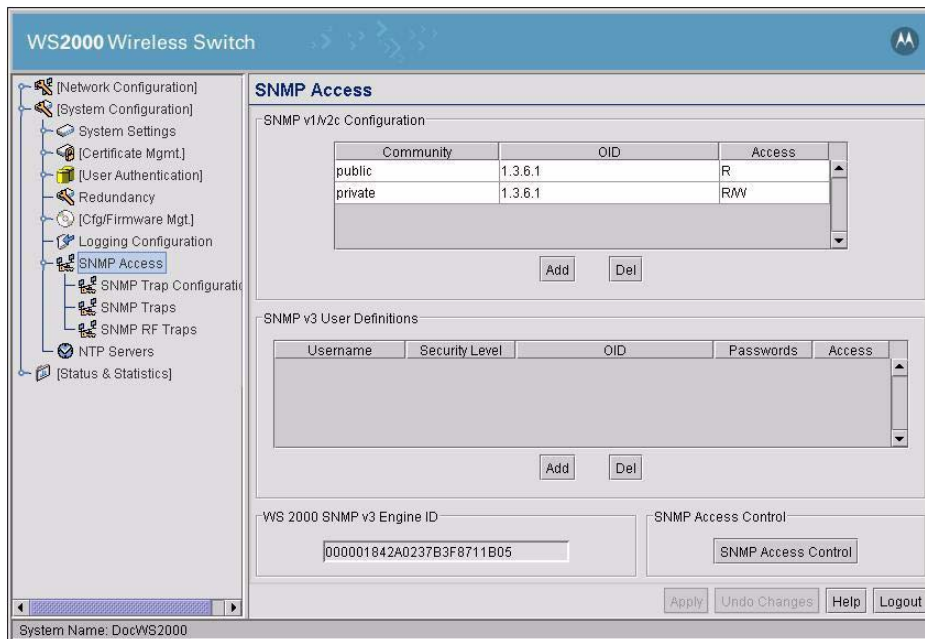 WS2000 Wireless Switch
[Network Configuration]
[System Configuration]
System Settings
[Certificate Mgmt.]
[User Authentication]
Redundancy
[Cfg/Firmware Mgt.]
Logging Configuration
SNMP Access
SNMP Trap Configuratio
SNMP Traps
SNMP RF Traps
NTP Servers
[Status & Statistics]
SNMP Access
SNMP v1/v2c Configuration
Community OID Access
public 1.3.6.1 R
private 1.3.6.1 R/W
Add Del
SNMP v3 User Definitions
Username Security Level OID Passwords Access
Add Del
WS 2000 SNMP v3 Engine ID
000001842A0237B3F8711B05
SNMP Access Control
SNMP Access Control
Apply Undo Changes Help Logout
System Name: DocWS2000